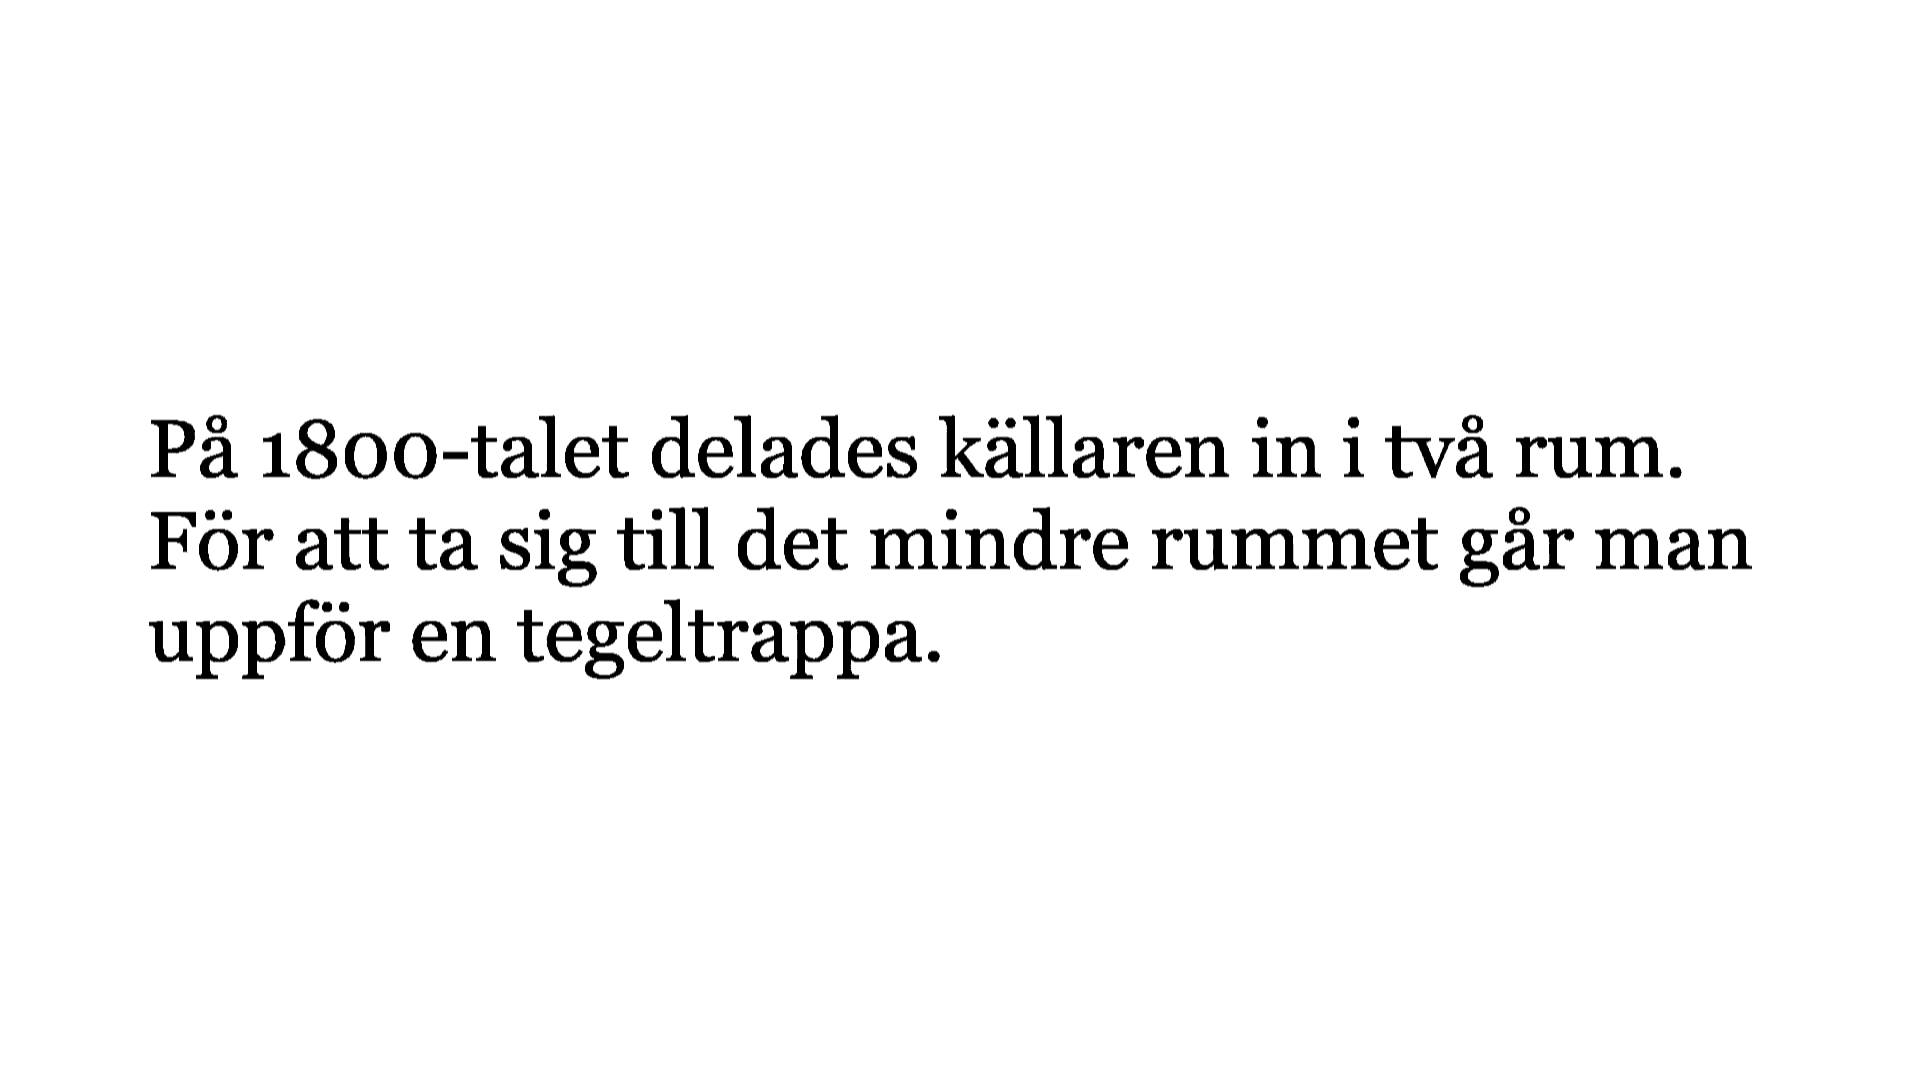 På 1800-talet delades källaren in i två rum.
För att ta sig till det mindre rummet går man
uppför en tegeltrappa.